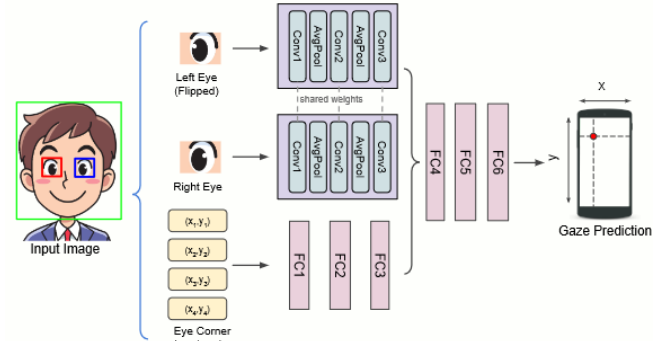 Conv1
AvgPool
Conv2
AvgPool
Conv3
Left Eye
(Flipped)
shared weights
Conv1
AvgPool
Conv2
AvgPool
Conv3
Right Eye
Input Image
(x₁,y₁)
(x₂,y₂)
(x₃,y₃)
(x₄,y₄)
Eye Corner
FC1
FC2
FC3
FC4
FC5
FC6
X
y
Gaze Prediction